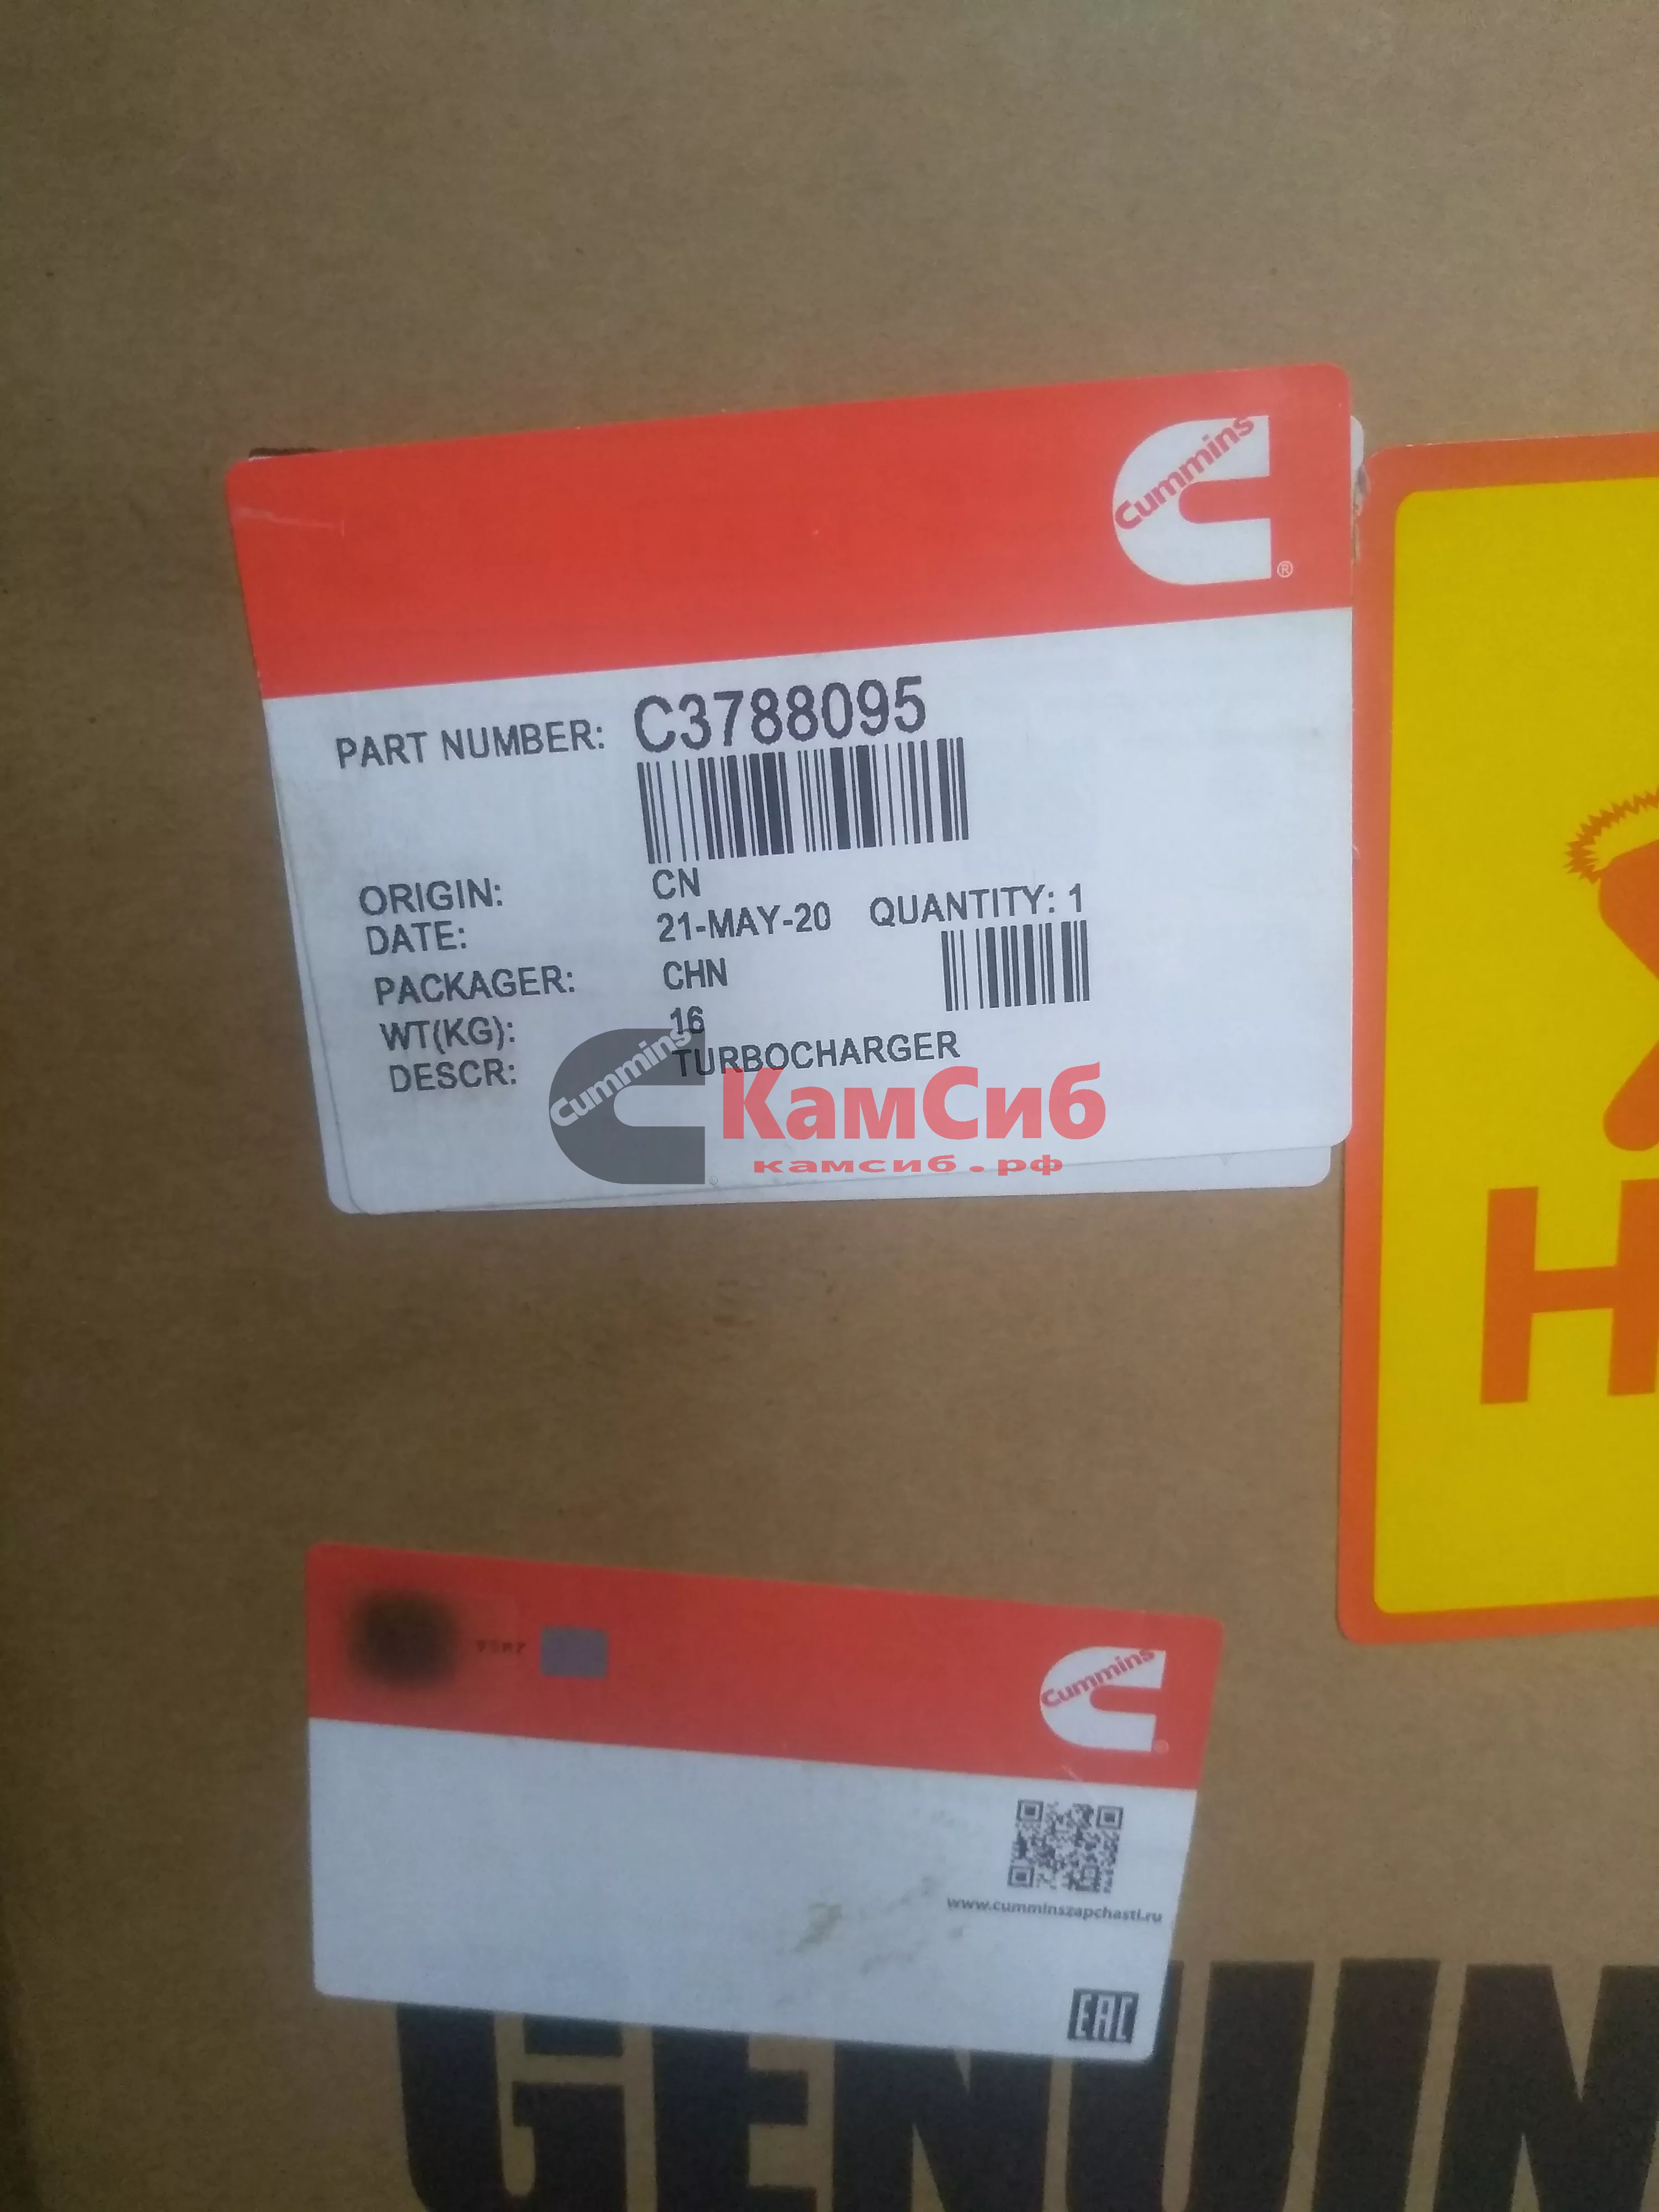 Cummins
®
PART NUMBER: C3788095
ORIGIN: CN
DATE: 21-MAY-20 QUANTITY: 1
PACKAGER: CHN
WT(KG): 16
DESCR: TURBOCHARGER
Cummins
КамСиб
камсиб.рф
H
Cummins
www.cumminszapchasti.ru
EAC
GENUIN